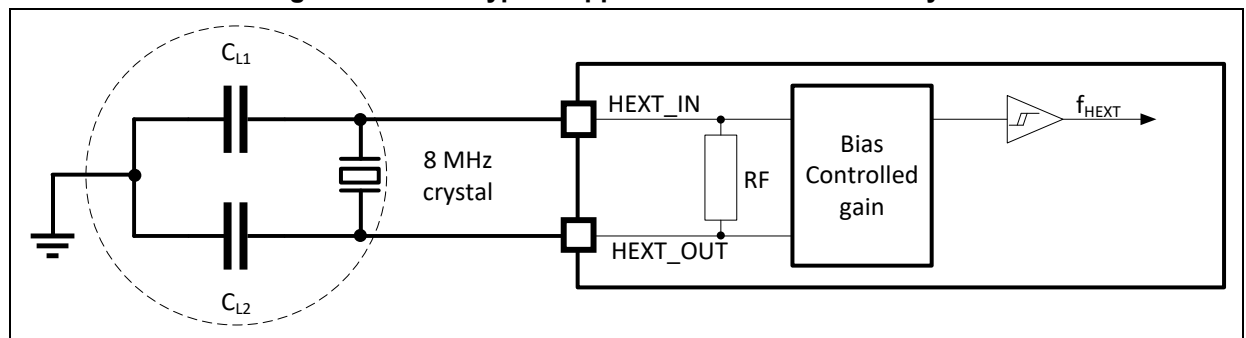 C_L1
HEXT_IN
f_HEXT
8 MHz
crystal
RF
Bias
Controlled
gain
HEXT_OUT
C_L2